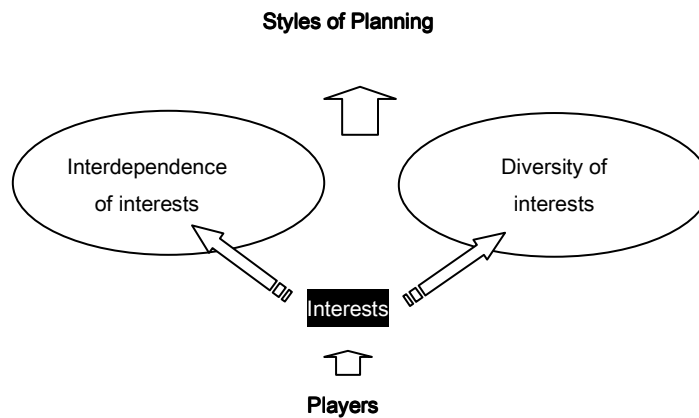 Styles of Planning
Interdependence
of interests
Diversity of
interests
Interests
Players